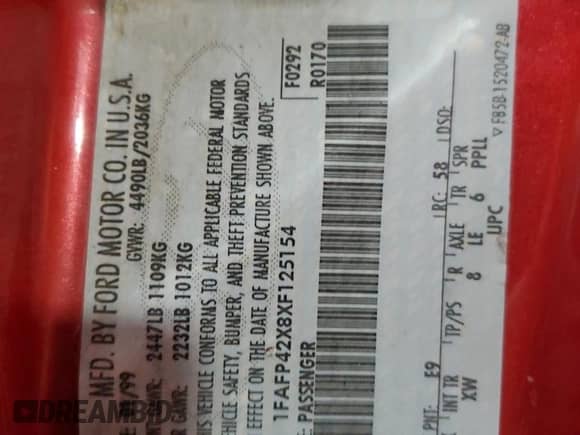 MFD. BY FORD MOTOR CO. IN U.S.A.
/99 GVWR: 4490LB/2036KG
2447LB 1109KG
GAWR: 2232LB 1012KG
VEHICLE CONFORMS TO ALL APPLICABLE FEDERAL MOTOR
VEHICLE SAFETY, BUMPER, AND THEFT PREVENTION STANDARDS
EFFECT ON THE DATE OF MANUFACTURE SHOWN ABOVE.
1FAFP42X8XF125154 F0292
PASSENGER R0170
PNT: E9 RC: 58 DSO:
INT TR TP/PS R AXLE TR SPR
XW 8 LE 6 PPLL
UPC
▽ F85B-1520472-AB
DREAMBID